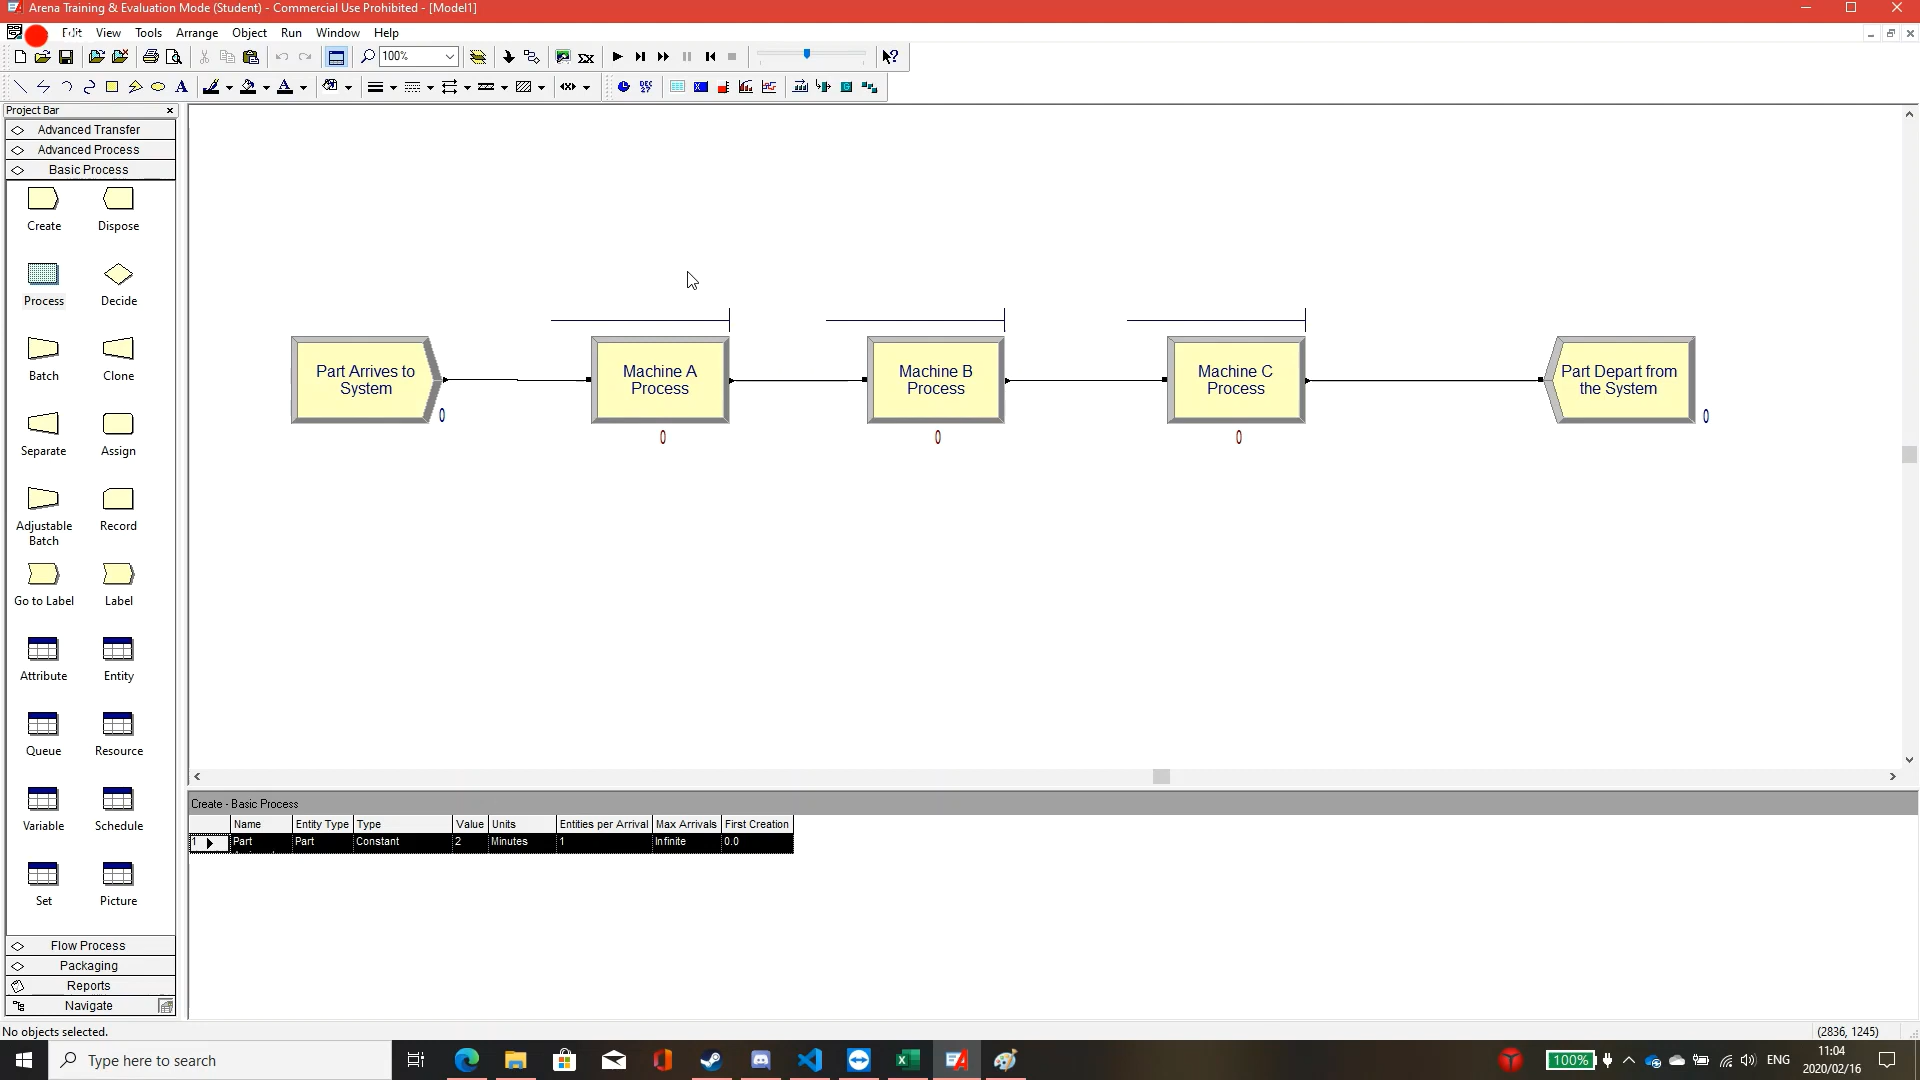 Arena Training & Evaluation Mode (Student) - Commercial Use Prohibited - [Model1]
Edit View Tools Arrange Object Run Window Help
100%
A A DEC 27
Project Bar
Advanced Transfer
Advanced Process
Basic Process
Create Dispose
Process Decide
Batch Clone
Separate Assign
Adjustable Batch Record
Go to Label Label
Attribute Entity
Queue Resource
Variable Schedule
Set Picture
Flow Process
Packaging
Reports
Navigate
Part Arrives to
System
0
Machine A
Process
0
Machine B
Process
0
Machine C
Process
0
Part Depart from
the System
0
Create - Basic Process
Name Entity Type Type Value Units Entities per Arrival Max Arrivals First Creation
1 Part Part Constant 2 Minutes 1 Infinite 0.0
No objects selected. (2836, 1245)
Type here to search
100% ENG 11:04
2020/02/16